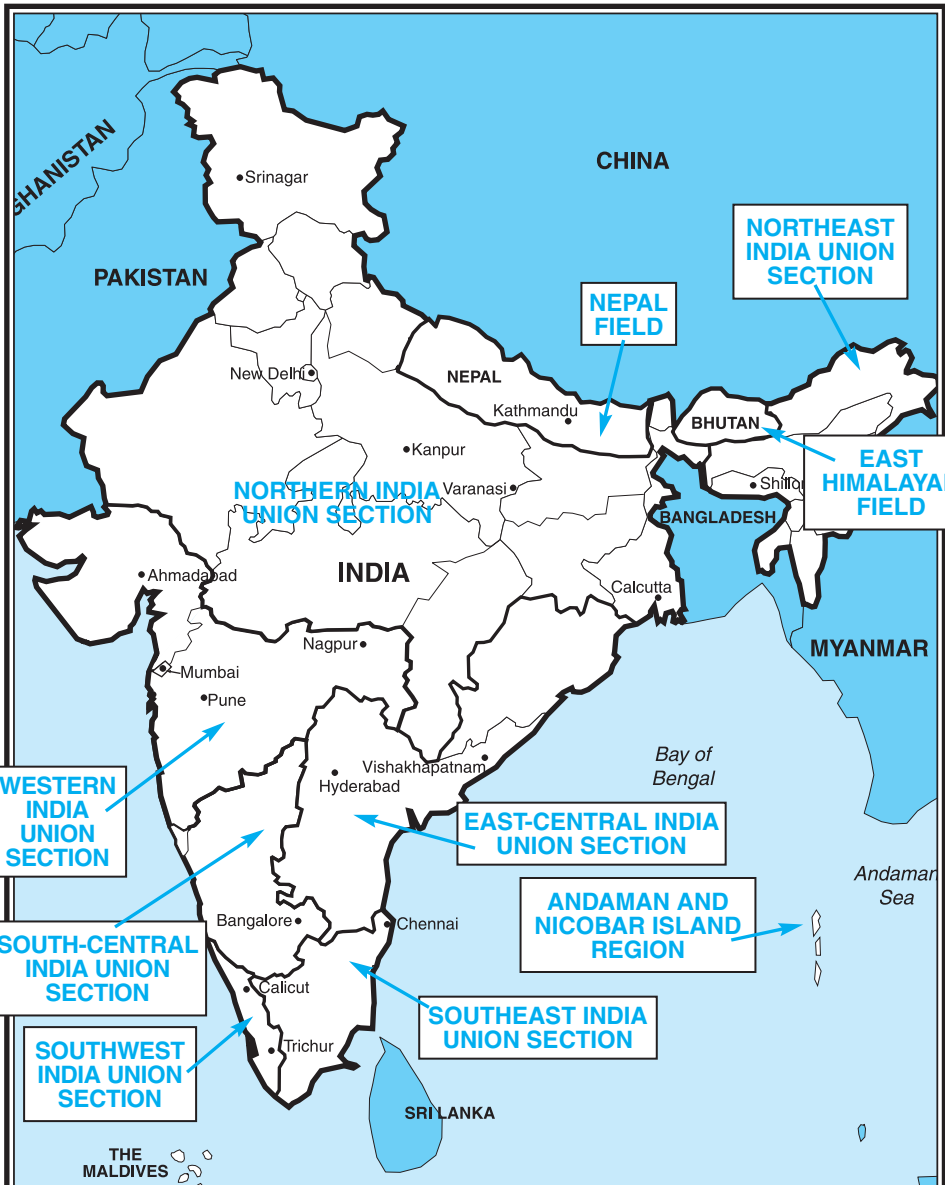 CHINA
GHANISTAN
Srinagar
PAKISTAN
NORTHEAST
INDIA UNION
SECTION
NEPAL
FIELD
New Delhi
NEPAL
Kathmandu
BHUTAN
Kanpur
EAST
HIMALAYAN
FIELD
NORTHERN INDIA
UNION SECTION
Varanasi
Shillon
BANGLADESH
INDIA
Ahmadabad
Calcutta
Nagpur
MYANMAR
Mumbai
Pune
Bay of
Bengal
Vishakhapatnam
Hyderabad
WESTERN
INDIA
UNION
SECTION
EAST-CENTRAL INDIA
UNION SECTION
Andaman
Sea
ANDAMAN AND
NICOBAR ISLAND
REGION
Bangalore
Chennai
SOUTH-CENTRAL
INDIA UNION
SECTION
Calicut
SOUTHEAST INDIA
UNION SECTION
SOUTHWEST
INDIA UNION
SECTION
Trichur
SRI LANKA
THE
MALDIVES